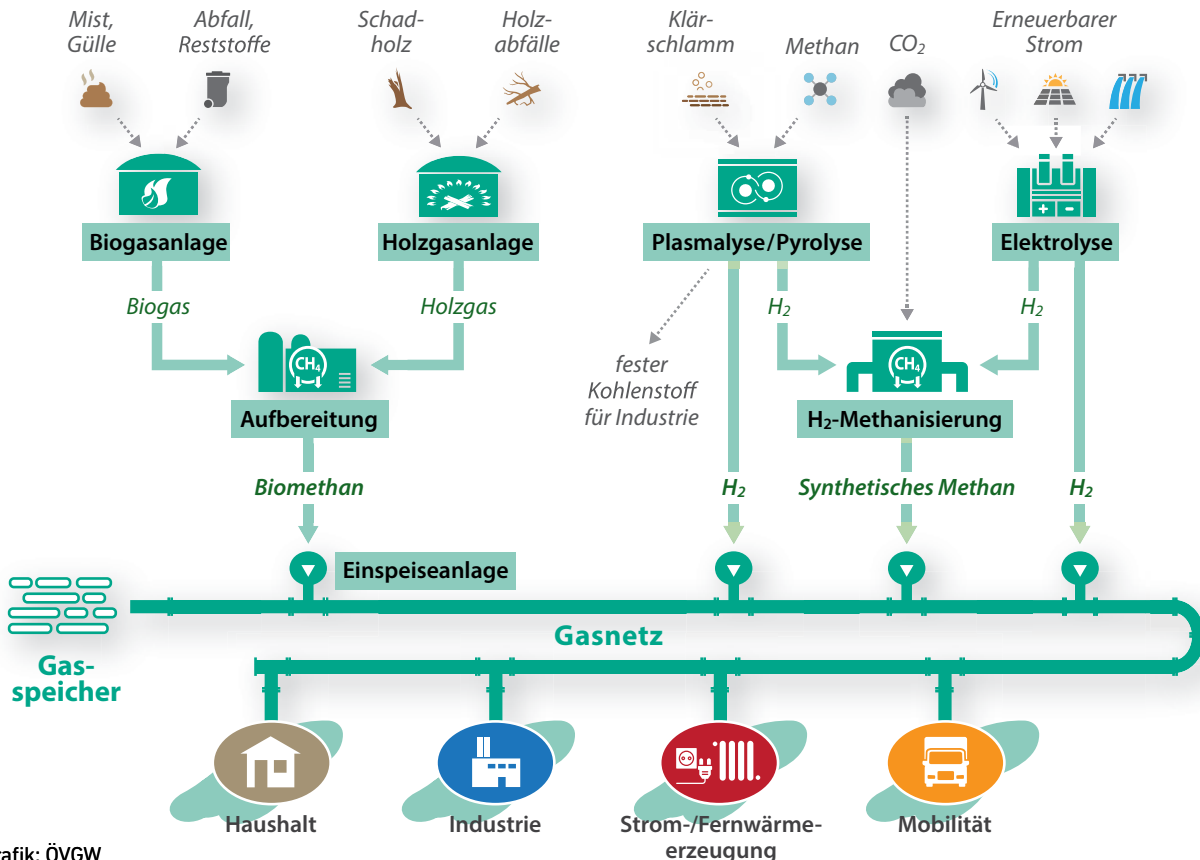 Mist,
Gülle
Abfall,
Reststoffe
Schad-
holz
Holz-
abfälle
Klär-
schlamm
Methan
CO₂
Erneuerbarer
Strom
+ -
Biogasanlage
Holzgasanlage
Plasmalyse/Pyrolyse
Elektrolyse
Biogas
Holzgas
H₂
H₂
CH₄
fester
Kohlenstoff
für Industrie
CH₄
Aufbereitung
H₂-Methanisierung
Biomethan
H₂
Synthetisches Methan
H₂
Einspeiseanlage
Gasnetz
Gas-
speicher
Haushalt
Industrie
Strom-/Fernwärme-
erzeugung
Mobilität
rafik: ÖVGW